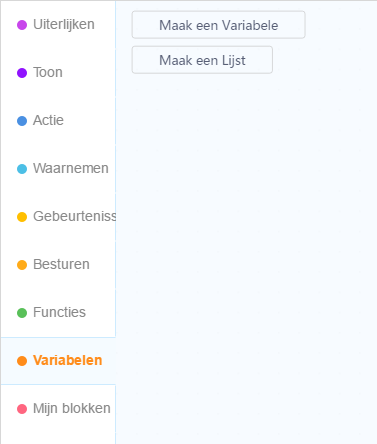 Uiterlijken
Toon
Actie
Waarnemen
Gebeurteniss
Besturen
Functies
Variabelen
Mijn blokken
Maak een Variabele
Maak een Lijst